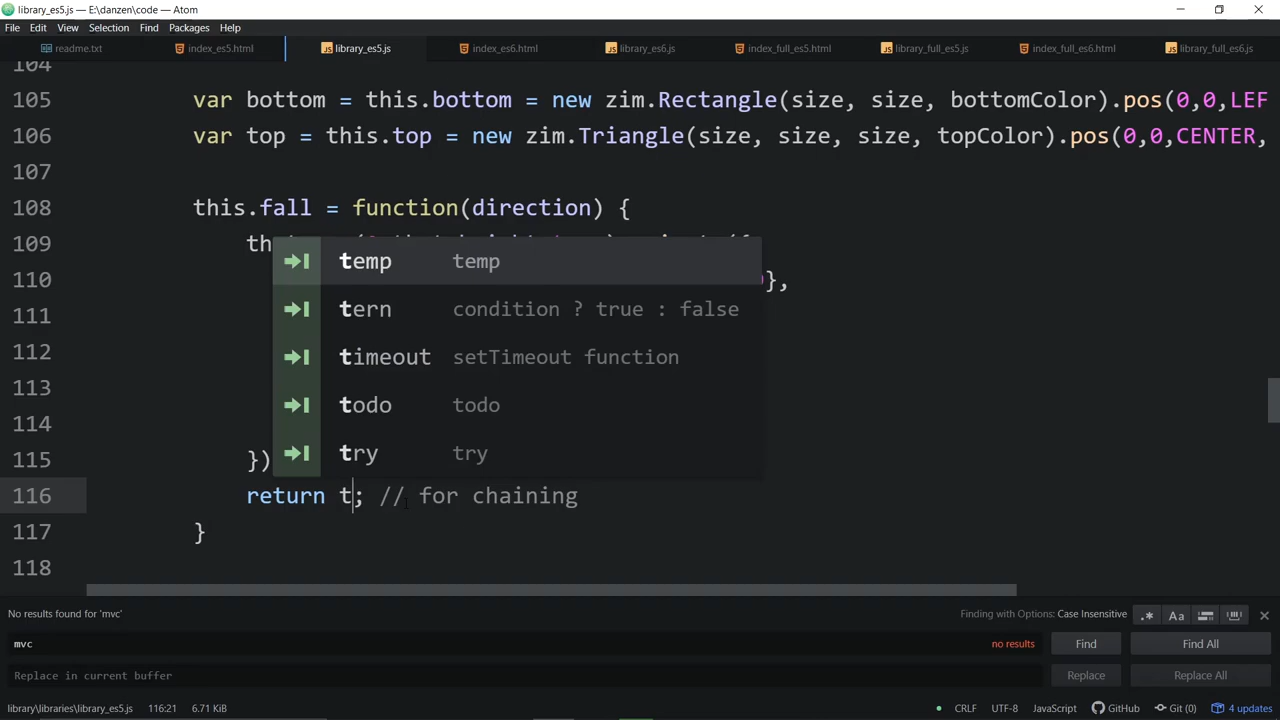 library_es5.js — E:\danzen\code — Atom
File Edit View Selection Find Packages Help
readme.txt index_es5.html library_es5.js index_es6.html library_es6.js index_full_es5.html library_full_es5.js index_full_es6.html library_full_es6.js
104
105 var bottom = this.bottom = new zim.Rectangle(size, size, bottomColor).pos(0,0,LEF
106 var top = this.top = new zim.Triangle(size, size, size, topColor).pos(0,0,CENTER,
107
108 this.fall = function(direction) {
109 th
temp temp
110 },
tern condition ? true : false
111
112
timeout setTimeout function
113
todo todo
114
try try
115 })
116 return t; // for chaining
117 }
118
No results found for 'mvc'
Finding with Options: Case Insensitive
.* Aa
mvc
no results
Find Find All
Replace in current buffer
Replace Replace All
library\libraries\library_es5.js 116:21 6.71 KiB
CRLF UTF-8 JavaScript GitHub Git (0) 4 updates